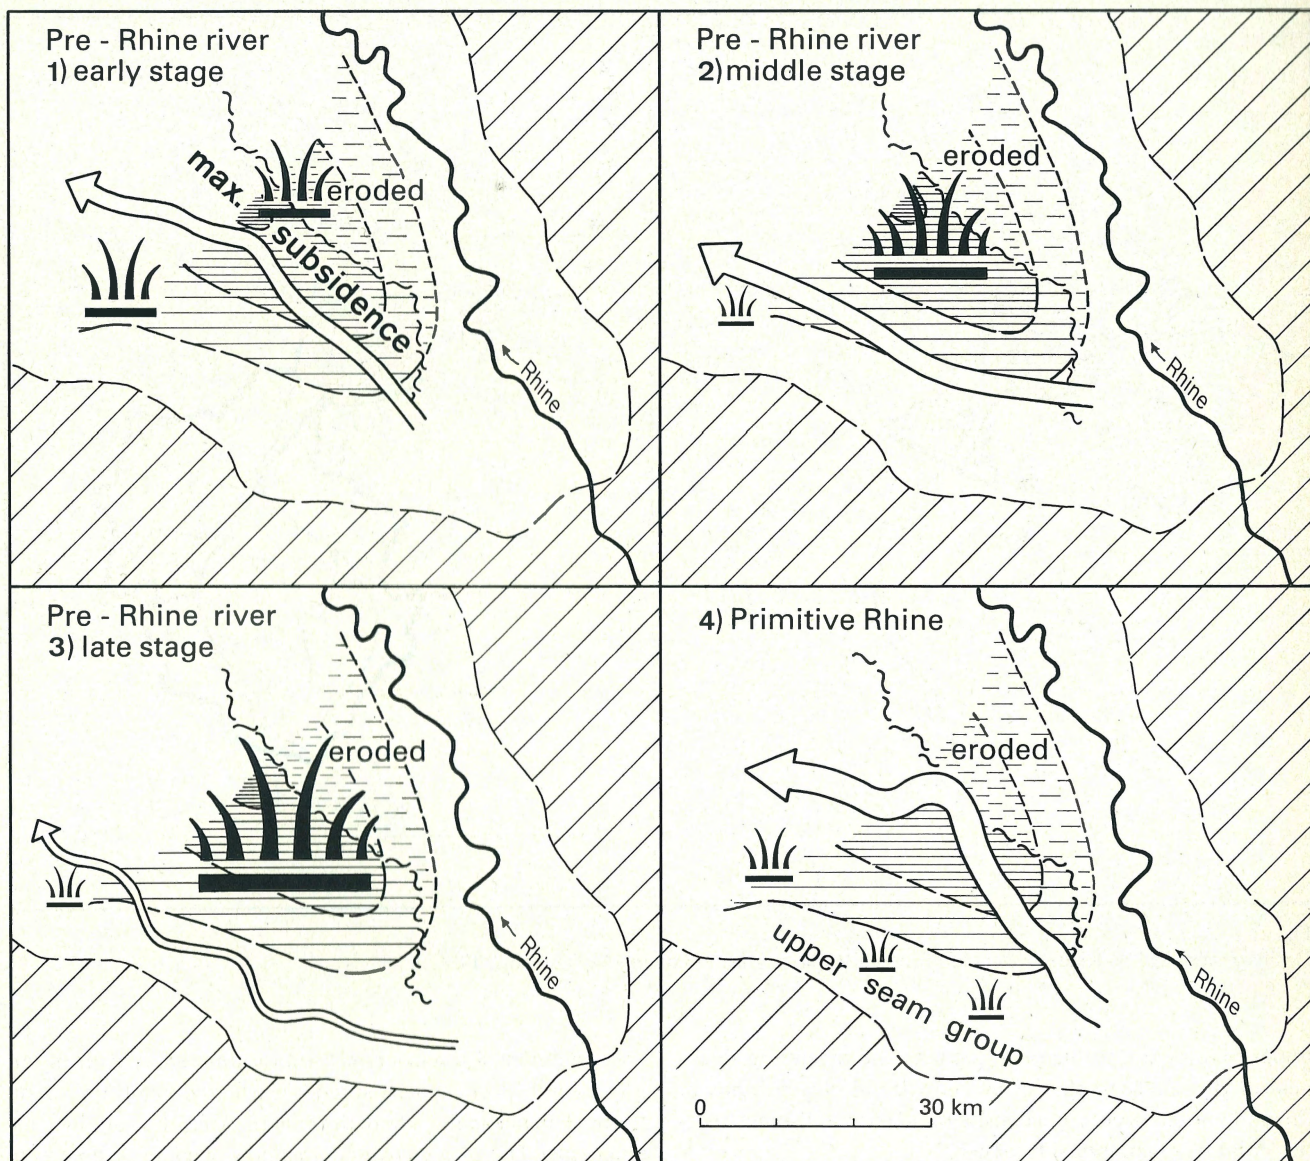 Pre - Rhine river
1) early stage
max.
eroded
subsidence
Rhine
Pre - Rhine river
2) middle stage
eroded
Rhine
Pre - Rhine river
3) late stage
eroded
Rhine
4) Primitive Rhine
eroded
upper seam group
Rhine
0 30 km